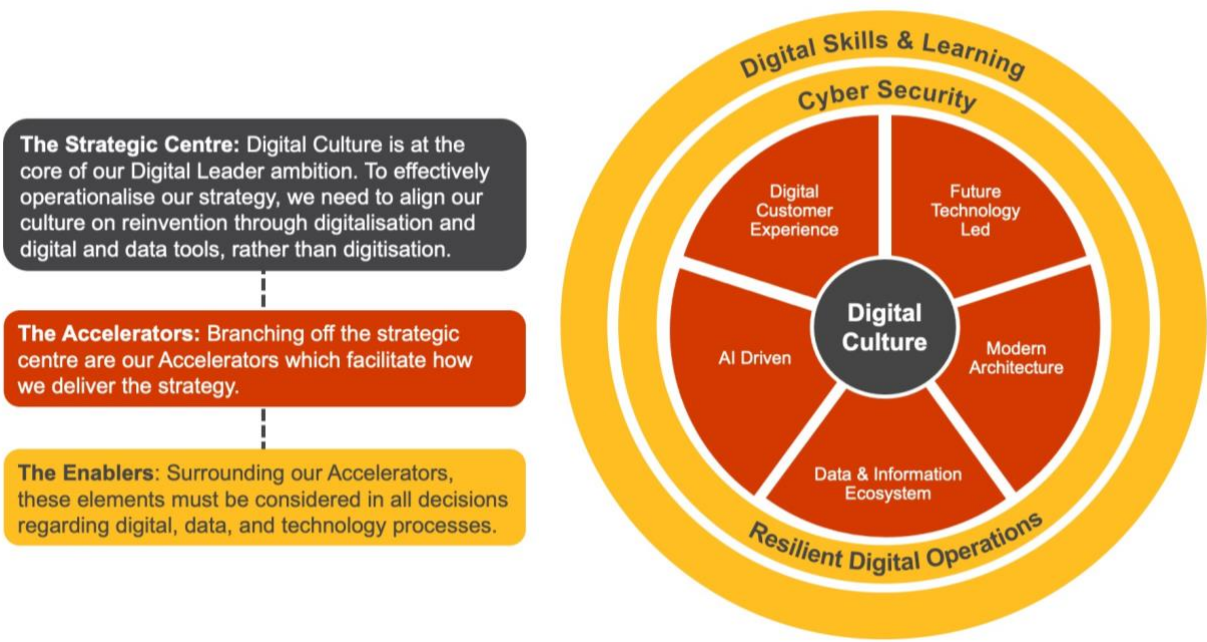 The Strategic Centre: Digital Culture is at the
core of our Digital Leader ambition. To effectively
operationalise our strategy, we need to align our
culture on reinvention through digitalisation and
digital and data tools, rather than digitisation.
The Accelerators: Branching off the strategic
centre are our Accelerators which facilitate how
we deliver the strategy.
The Enablers: Surrounding our Accelerators,
these elements must be considered in all decisions
regarding digital, data, and technology processes.
Digital Skills & Learning
Cyber Security
Digital
Customer
Experience
Future
Technology
Led
Digital
Culture
AI Driven
Modern
Architecture
Data & Information
Ecosystem
Resilient Digital Operations